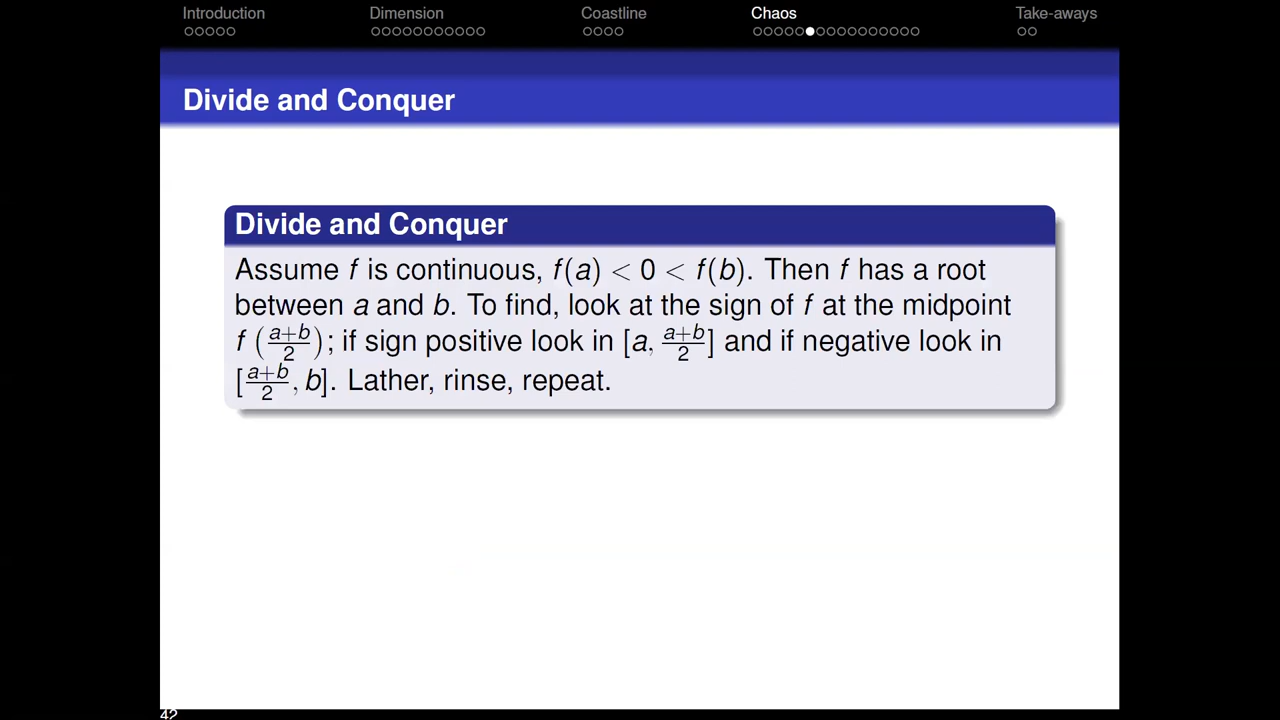 Introduction Dimension Coastline Chaos Take-aways
Divide and Conquer
Divide and Conquer
Assume f is continuous, f(a) < 0 < f(b). Then f has a root
between a and b. To find, look at the sign of f at the midpoint
f (a+b/2); if sign positive look in [a, a+b/2] and if negative look in
[a+b/2, b]. Lather, rinse, repeat.
42